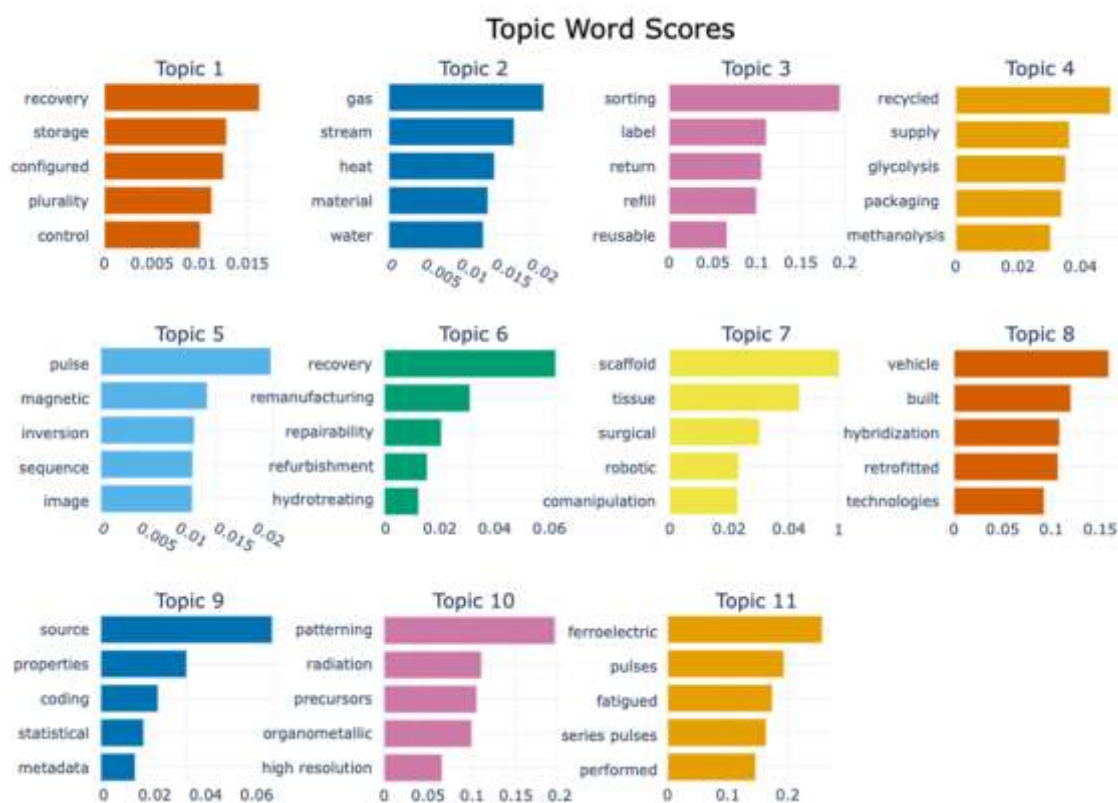 Topic Word Scores
Topic 1
recovery
storage
configured
plurality
control
0 0.005 0.01 0.015
Topic 2
gas
stream
heat
material
water
0 0.005 0.01 0.015 0.02
Topic 3
sorting
label
return
refill
reusable
0 0.05 0.1 0.15 0.2
Topic 4
recycled
supply
glycolysis
packaging
methanolysis
0 0.02 0.04
Topic 5
pulse
magnetic
inversion
sequence
image
0 0.005 0.01 0.015 0.02
Topic 6
recovery
remanufacturing
repairability
refurbishment
hydrotreating
0 0.02 0.04 0.06
Topic 7
scaffold
tissue
surgical
robotic
comanipulation
0 0.02 0.04 1
Topic 8
vehicle
built
hybridization
retrofitted
technologies
0 0.05 0.1 0.15
Topic 9
source
properties
coding
statistical
metadata
0 0.02 0.04 0.06
Topic 10
patterning
radiation
precursors
organometallic
high resolution
0 0.05 0.1 0.15 0.2
Topic 11
ferroelectric
pulses
fatigued
series pulses
performed
0 0.1 0.2